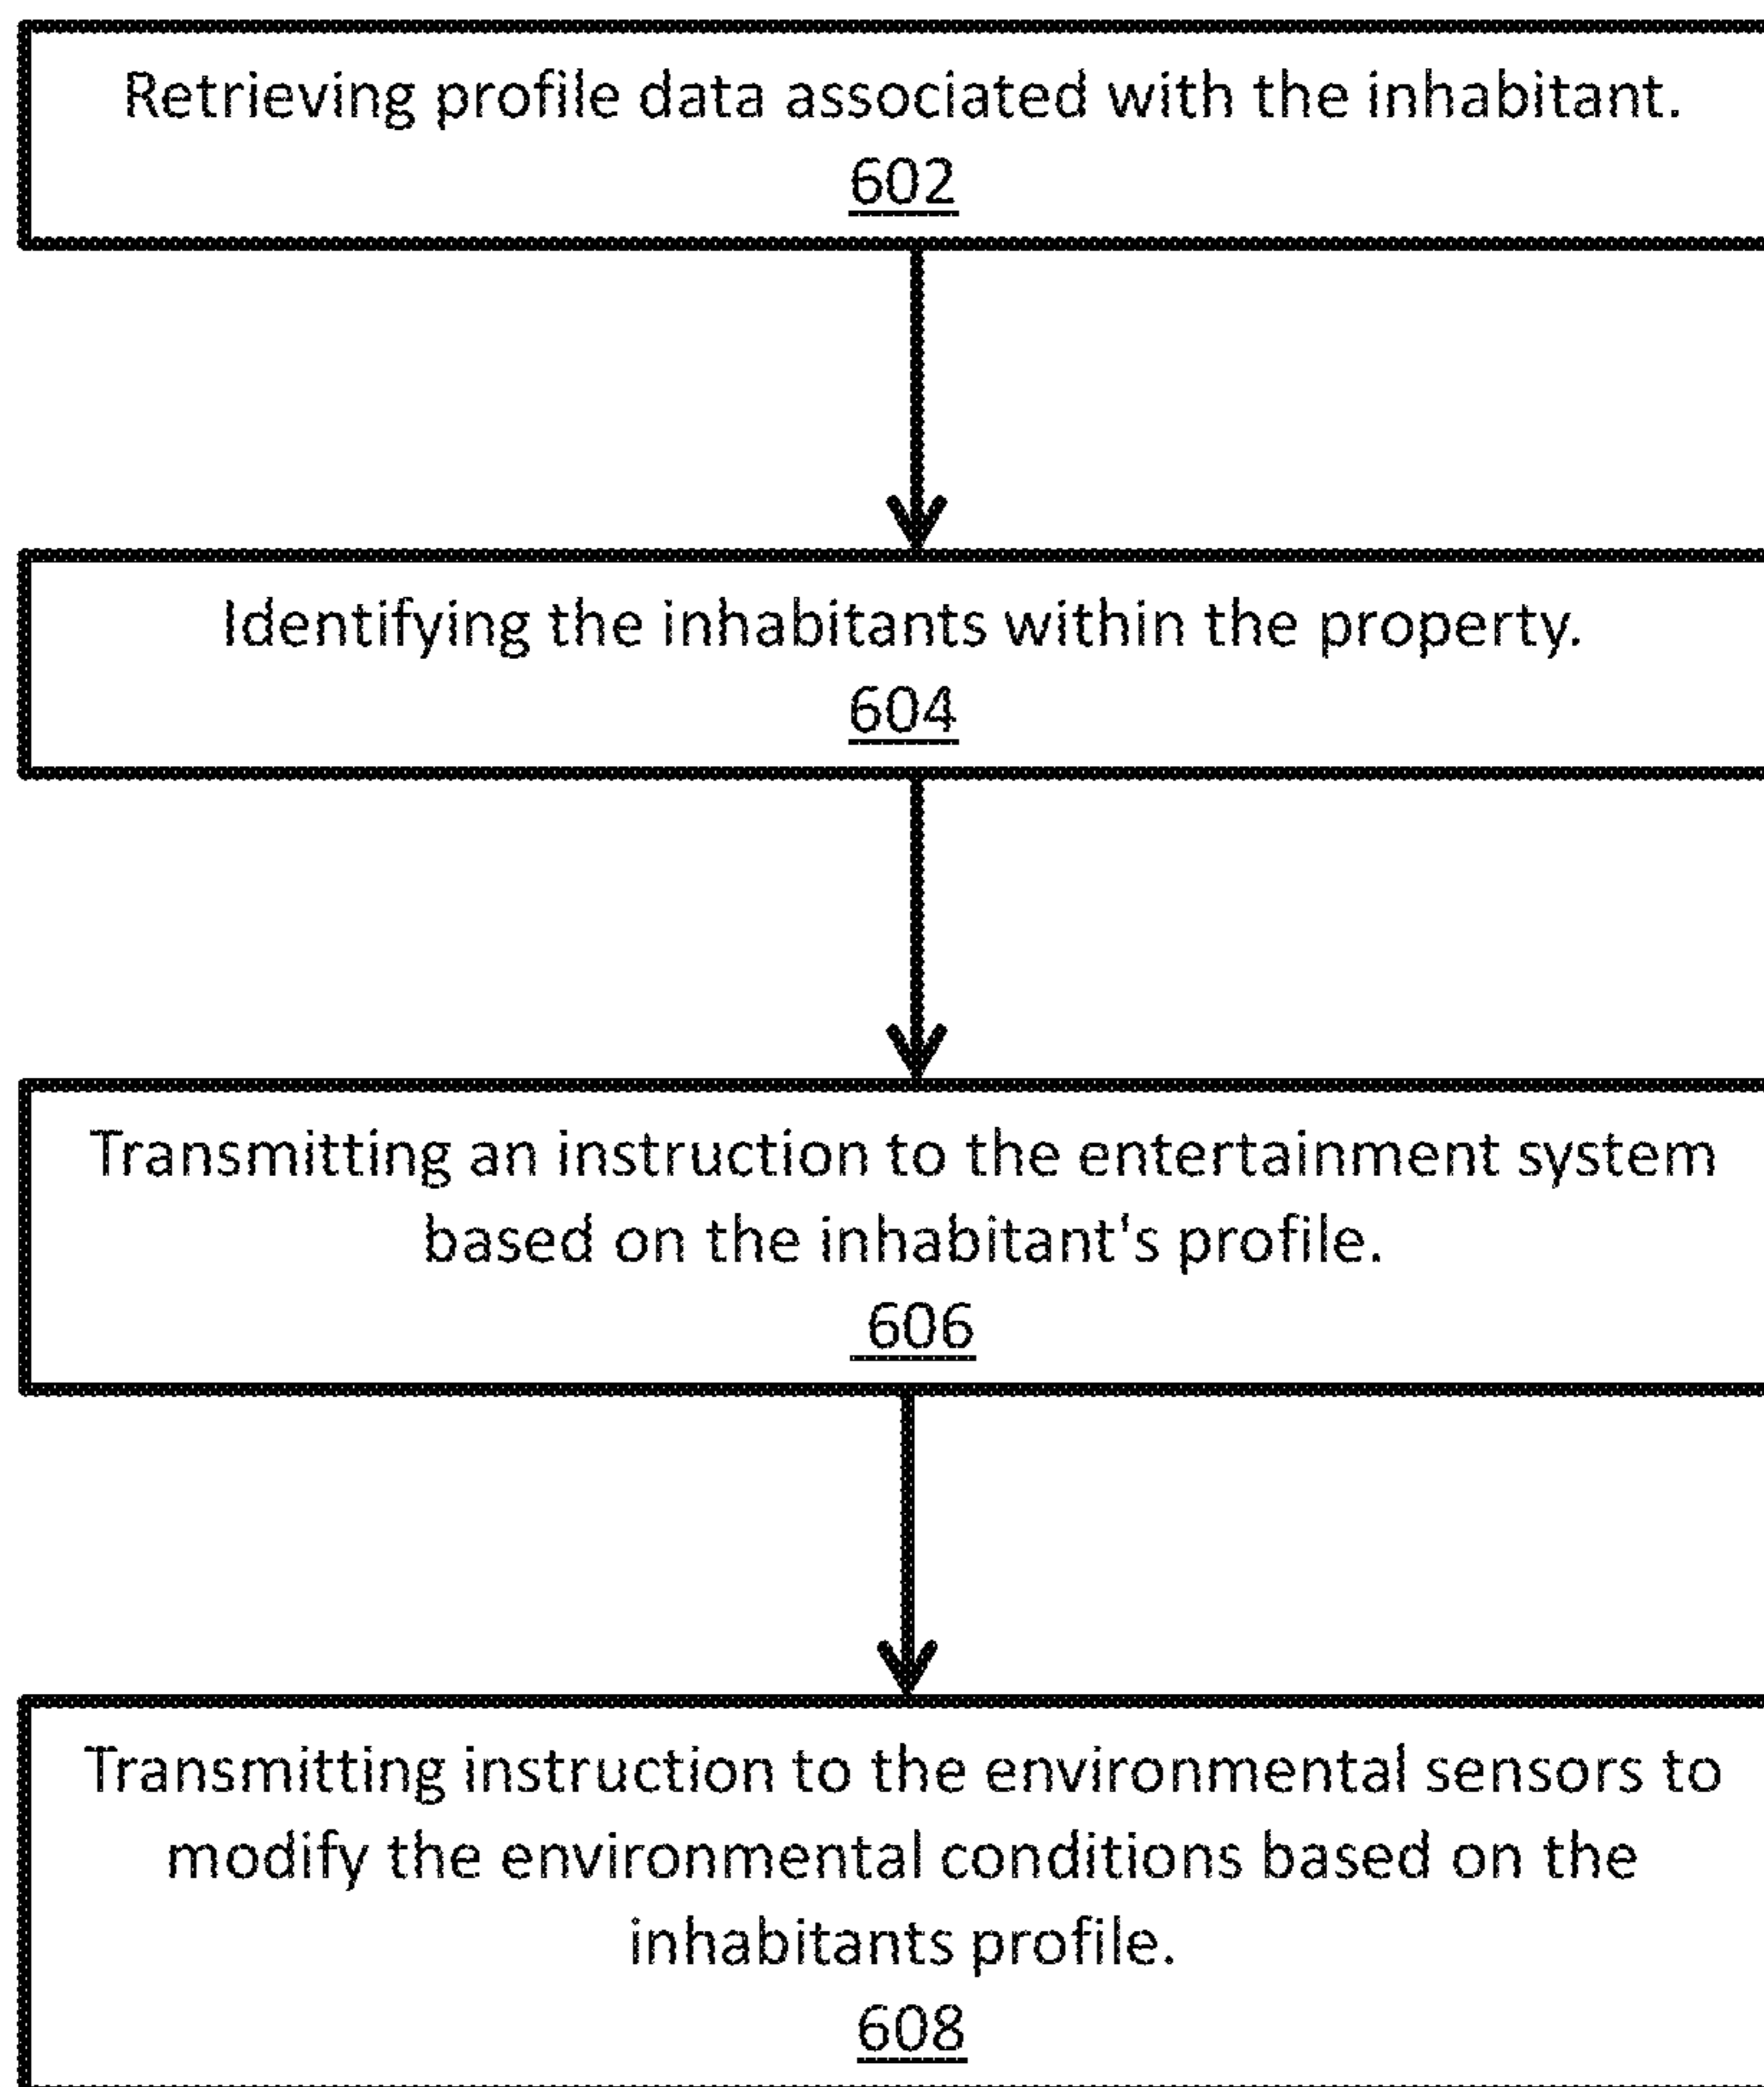 Retrieving profile data associated with the inhabitant.
602
Identifying the inhabitants within the property.
604
Transmitting an instruction to the entertainment system
based on the inhabitant's profile.
606
Transmitting instruction to the environmental sensors to
modify the environmental conditions based on the
inhabitants profile.
608